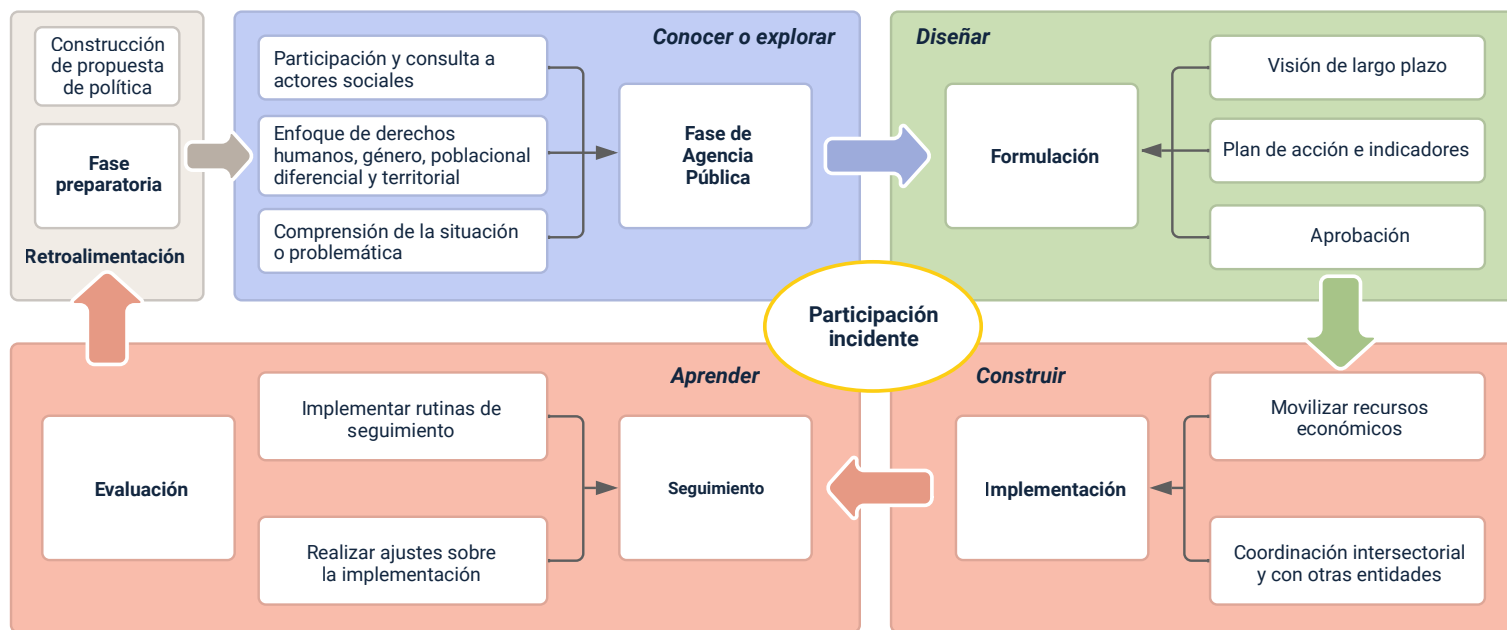 Construcción
de propuesta
de política
Fase
preparatoria
Retroalimentación
Conocer o explorar
Participación y consulta a
actores sociales
Enfoque de derechos
humanos, género, poblacional
diferencial y territorial
Comprensión de la situación
o problemática
Fase de
Agencia
Pública
Diseñar
Formulación
Visión de largo plazo
Plan de acción e indicadores
Aprobación
Participación
incidente
Construir
Movilizar recursos
económicos
Implementación
Coordinación intersectorial
y con otras entidades
Aprender
Implementar rutinas de
seguimiento
Seguimiento
Realizar ajustes sobre
la implementación
Evaluación